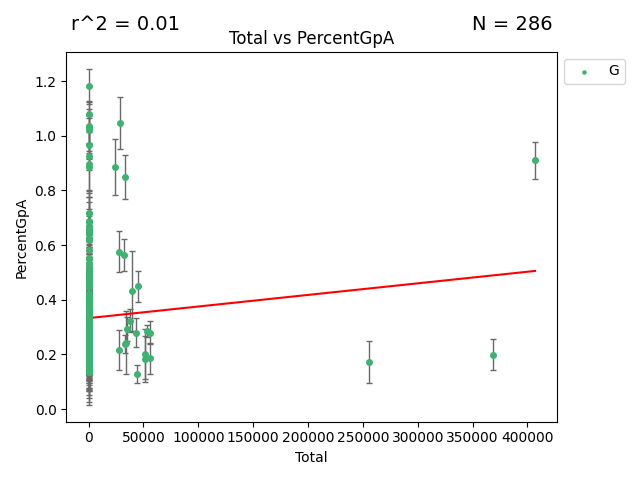 r^2 = 0.01
N = 286
Total vs PercentGpA
G
PercentGpA
1.2
1.0
0.8
0.6
0.4
0.2
0.0
0
50000
100000
150000
200000
250000
300000
350000
400000
Total